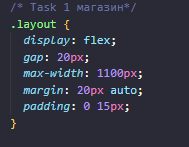 /* Task 1 магазин*/
.layout {
display: flex;
gap: 20px;
max-width: 1100px;
margin: 20px auto;
padding: 0 15px;
}